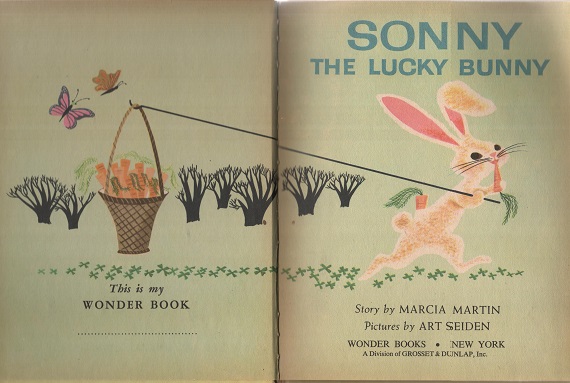 This is my
WONDER BOOK
SONNY
THE LUCKY BUNNY
Story by MARCIA MARTIN
Pictures by ART SEIDEN
WONDER BOOKS • NEW YORK
A Division of GROSSET & DUNLAP, Inc.